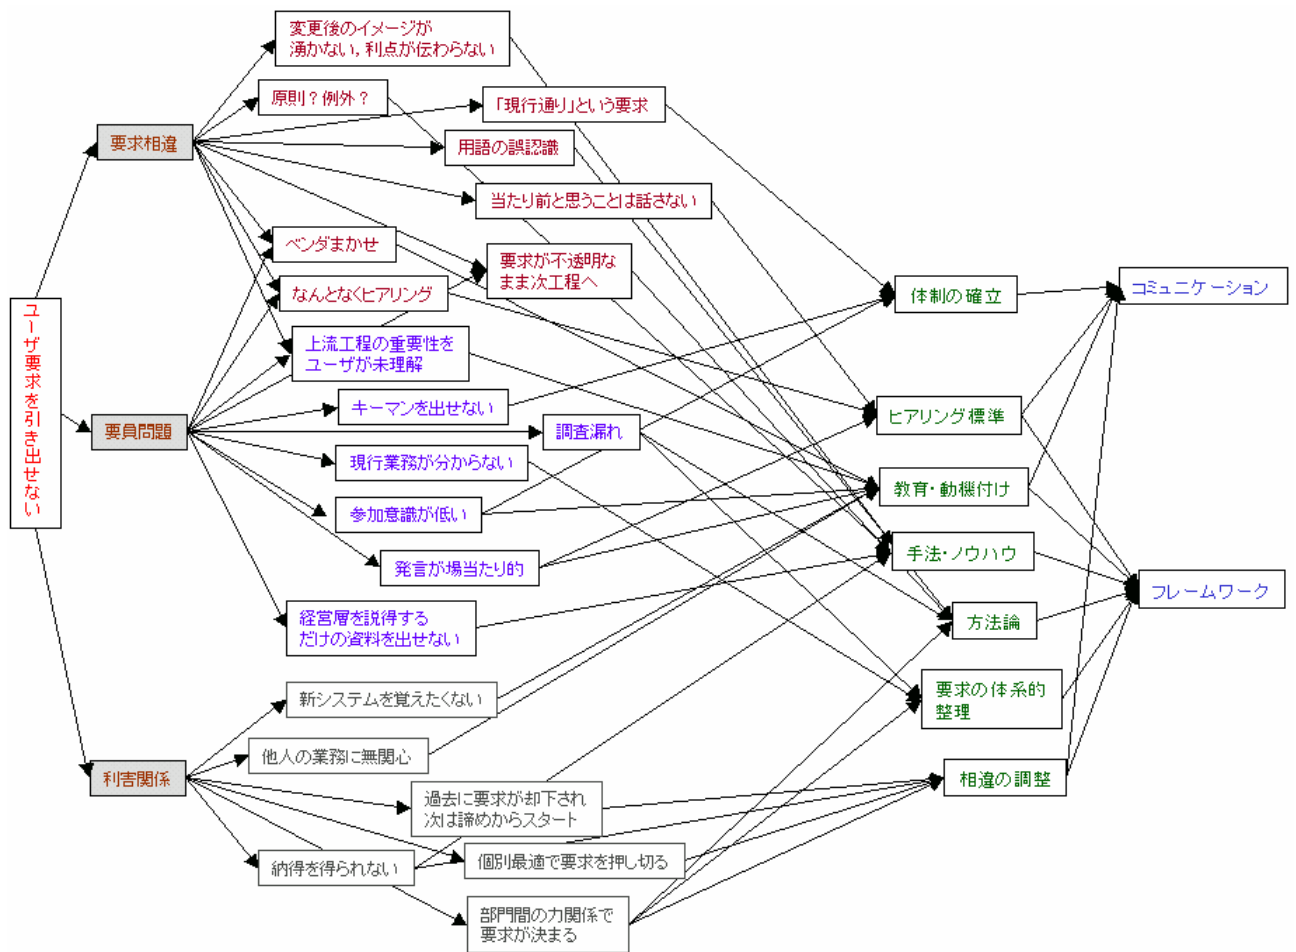 変更後のイメージが
湧かない，利点が伝わらない
原則？例外？
「現行通り」という要求
要求相違
用語の誤認識
当たり前と思うことは話さない
ベンダまかせ
要求が不透明な
まま次工程へ
なんとなくヒアリング
体制の確立
コミュニケーション
ユーザ要求を引き出せない
上流工程の重要性を
ユーザが未理解
キーマンを出せない
ヒアリング標準
要員問題
調査漏れ
現行業務が分からない
教育・動機付け
参加意識が低い
手法・ノウハウ
発言が場当たり的
フレームワーク
経営層を説得する
だけの資料を出せない
方法論
新システムを覚えたくない
要求の体系的
整理
他人の業務に無関心
利害関係
相違の調整
過去に要求が却下され
次は諦めからスタート
納得を得られない
個別最適で要求を押し切る
部門間の力関係で
要求が決まる